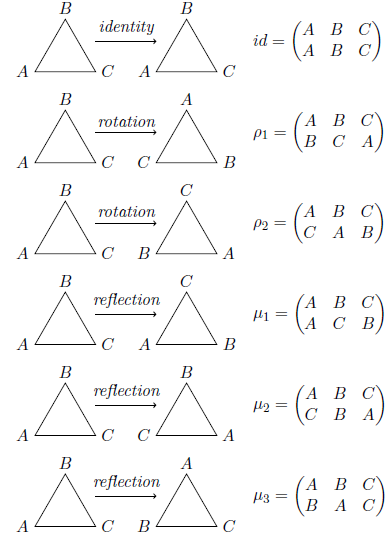 B B
identity
A C A C
id = (A B C
A B C)
B A
rotation
A C C B
ρ1 = (A B C
B C A)
B C
rotation
A C B A
ρ2 = (A B C
C A B)
B C
reflection
A C A B
μ1 = (A B C
A C B)
B B
reflection
A C C A
μ2 = (A B C
C B A)
B A
reflection
A C B C
μ3 = (A B C
B A C)